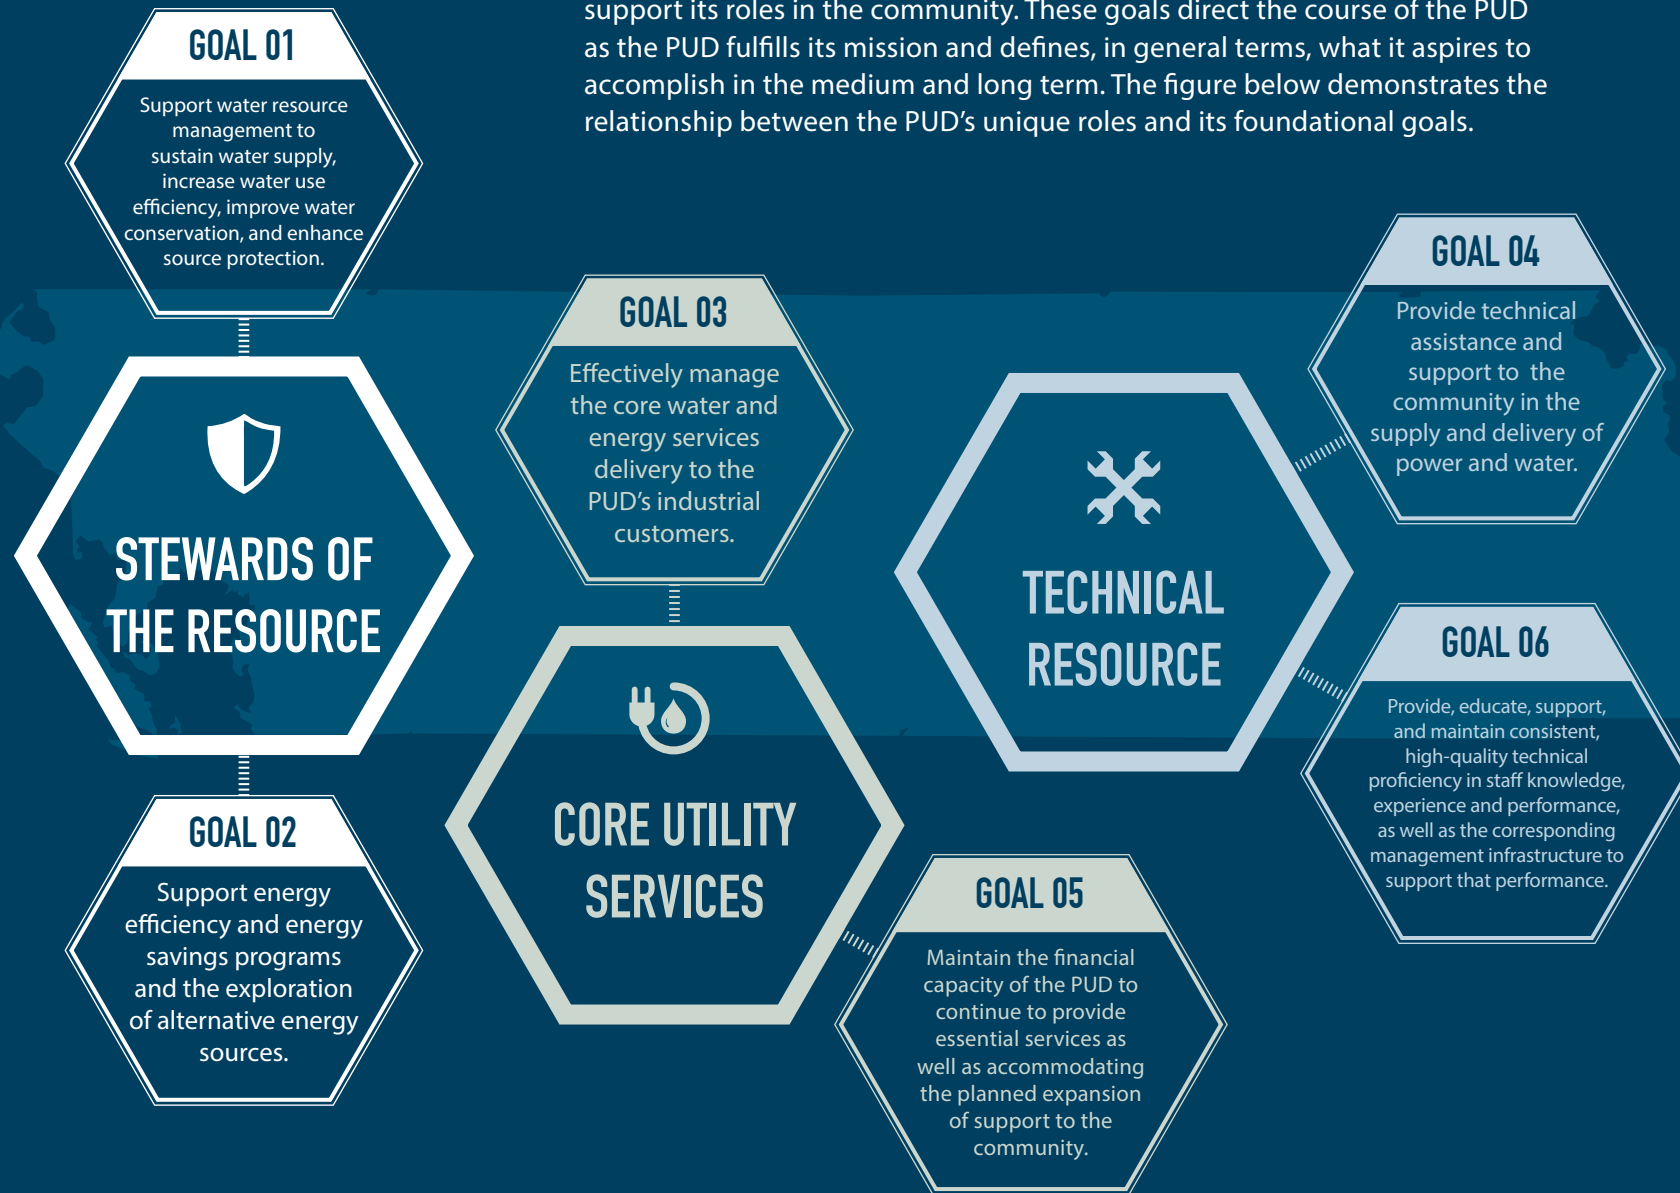 support its roles in the community. These goals direct the course of the PUD
as the PUD fulfills its mission and defines, in general terms, what it aspires to
accomplish in the medium and long term. The figure below demonstrates the
relationship between the PUD’s unique roles and its foundational goals.
GOAL 01
Support water resource
management to
sustain water supply,
increase water use
efficiency, improve water
conservation, and enhance
source protection.
STEWARDS OF
THE RESOURCE
GOAL 02
Support energy
efficiency and energy
savings programs
and the exploration
of alternative energy
sources.
GOAL 03
Effectively manage
the core water and
energy services
delivery to the
PUD’s industrial
customers.
CORE UTILITY
SERVICES
GOAL 05
Maintain the financial
capacity of the PUD to
continue to provide
essential services as
well as accommodating
the planned expansion
of support to the
community.
TECHNICAL
RESOURCE
GOAL 04
Provide technical
assistance and
support to the
community in the
supply and delivery of
power and water.
GOAL 06
Provide, educate, support,
and maintain consistent,
high-quality technical
proficiency in staff knowledge,
experience and performance,
as well as the corresponding
management infrastructure to
support that performance.